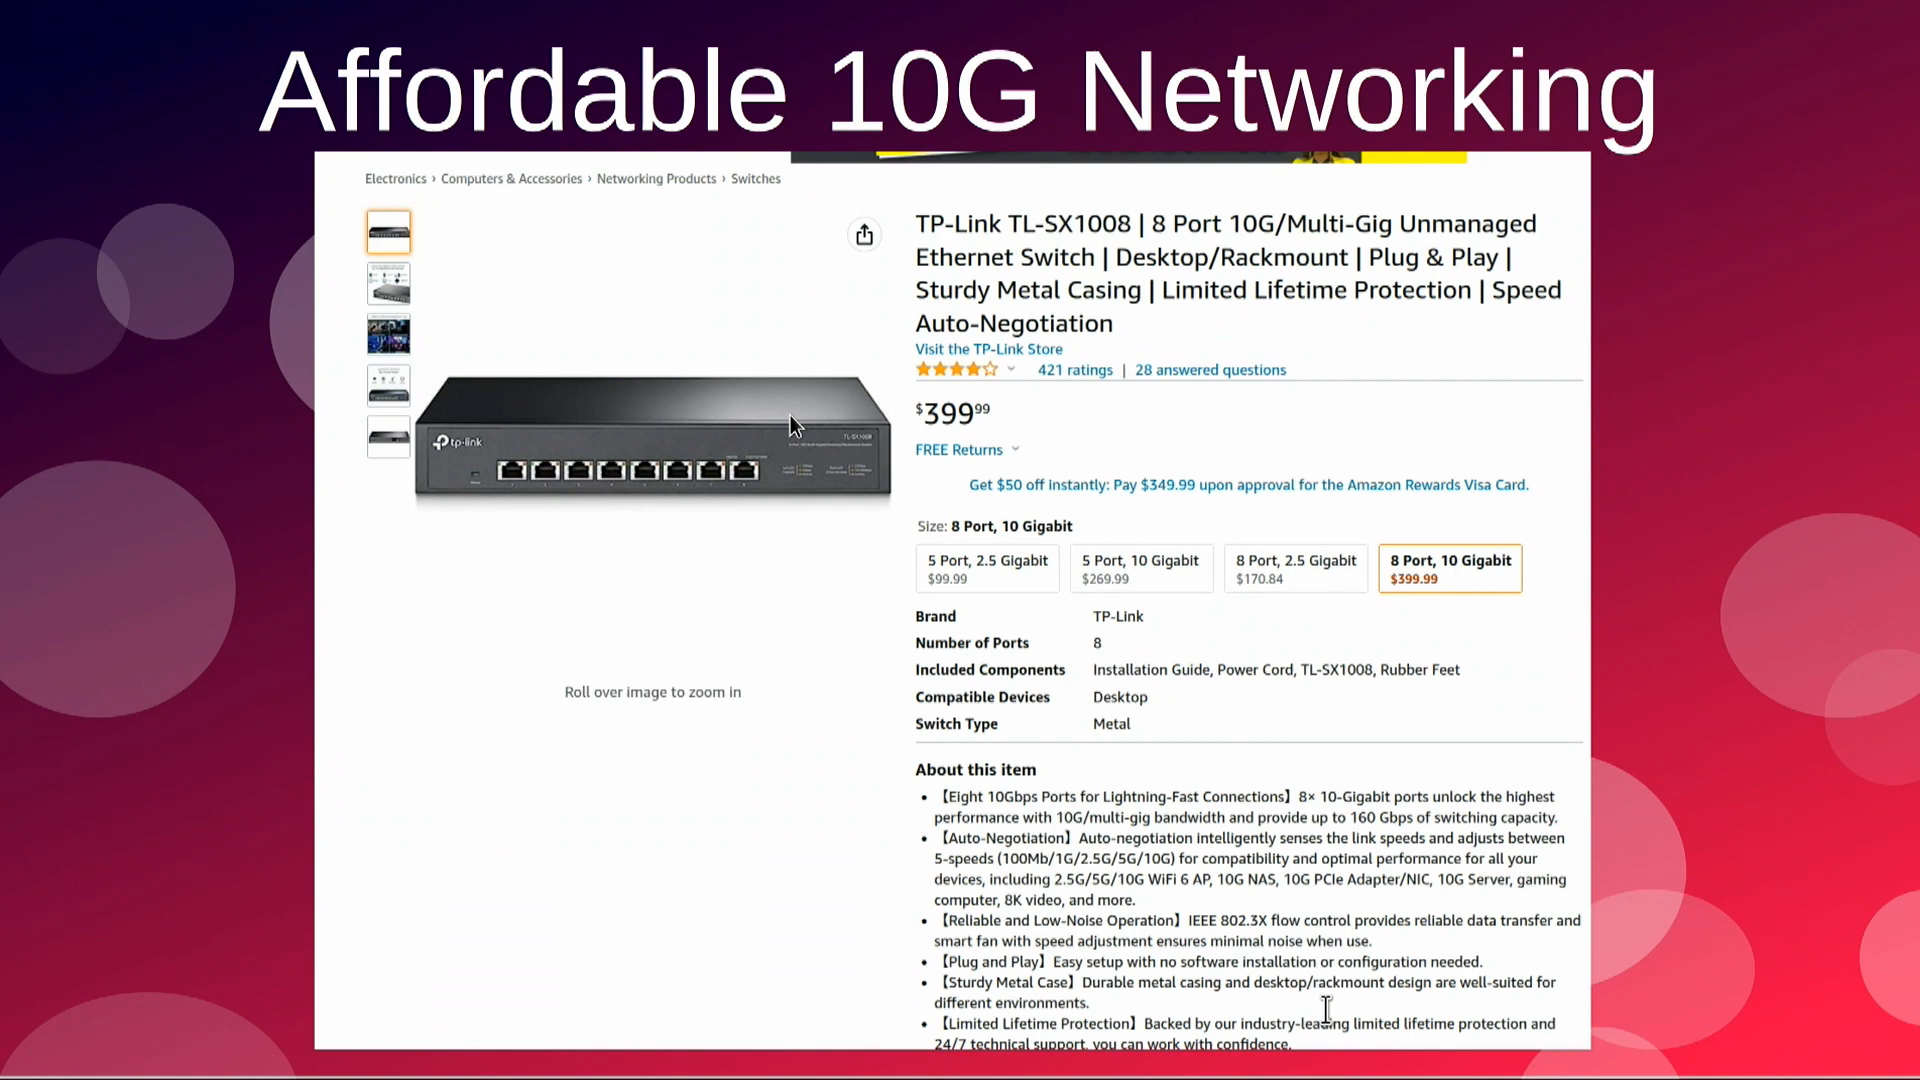 Affordable 10G Networking
Electronics › Computers & Accessories › Networking Products › Switches
TP-Link TL-SX1008 | 8 Port 10G/Multi-Gig Unmanaged
Ethernet Switch | Desktop/Rackmount | Plug & Play |
Sturdy Metal Casing | Limited Lifetime Protection | Speed
Auto-Negotiation
Visit the TP-Link Store
421 ratings | 28 answered questions
$399 99
FREE Returns
Get $50 off instantly: Pay $349.99 upon approval for the Amazon Rewards Visa Card.
tp-link
TL-SX1008
Size: 8 Port, 10 Gigabit
5 Port, 2.5 Gigabit
$99.99
5 Port, 10 Gigabit
$269.99
8 Port, 2.5 Gigabit
$170.84
8 Port, 10 Gigabit
$399.99
Roll over image to zoom in
Brand TP-Link
Number of Ports 8
Included Components Installation Guide, Power Cord, TL-SX1008, Rubber Feet
Compatible Devices Desktop
Switch Type Metal
About this item
• 【Eight 10Gbps Ports for Lightning-Fast Connections】8× 10-Gigabit ports unlock the highest
performance with 10G/multi-gig bandwidth and provide up to 160 Gbps of switching capacity.
• 【Auto-Negotiation】Auto-negotiation intelligently senses the link speeds and adjusts between
5-speeds (100Mb/1G/2.5G/5G/10G) for compatibility and optimal performance for all your
devices, including 2.5G/5G/10G WiFi 6 AP, 10G NAS, 10G PCIe Adapter/NIC, 10G Server, gaming
computer, 8K video, and more.
• 【Reliable and Low-Noise Operation】IEEE 802.3X flow control provides reliable data transfer and
smart fan with speed adjustment ensures minimal noise when use.
• 【Plug and Play】Easy setup with no software installation or configuration needed.
• 【Sturdy Metal Case】Durable metal casing and desktop/rackmount design are well-suited for
different environments.
• 【Limited Lifetime Protection】Backed by our industry-leading limited lifetime protection and
24/7 technical support, you can work with confidence.